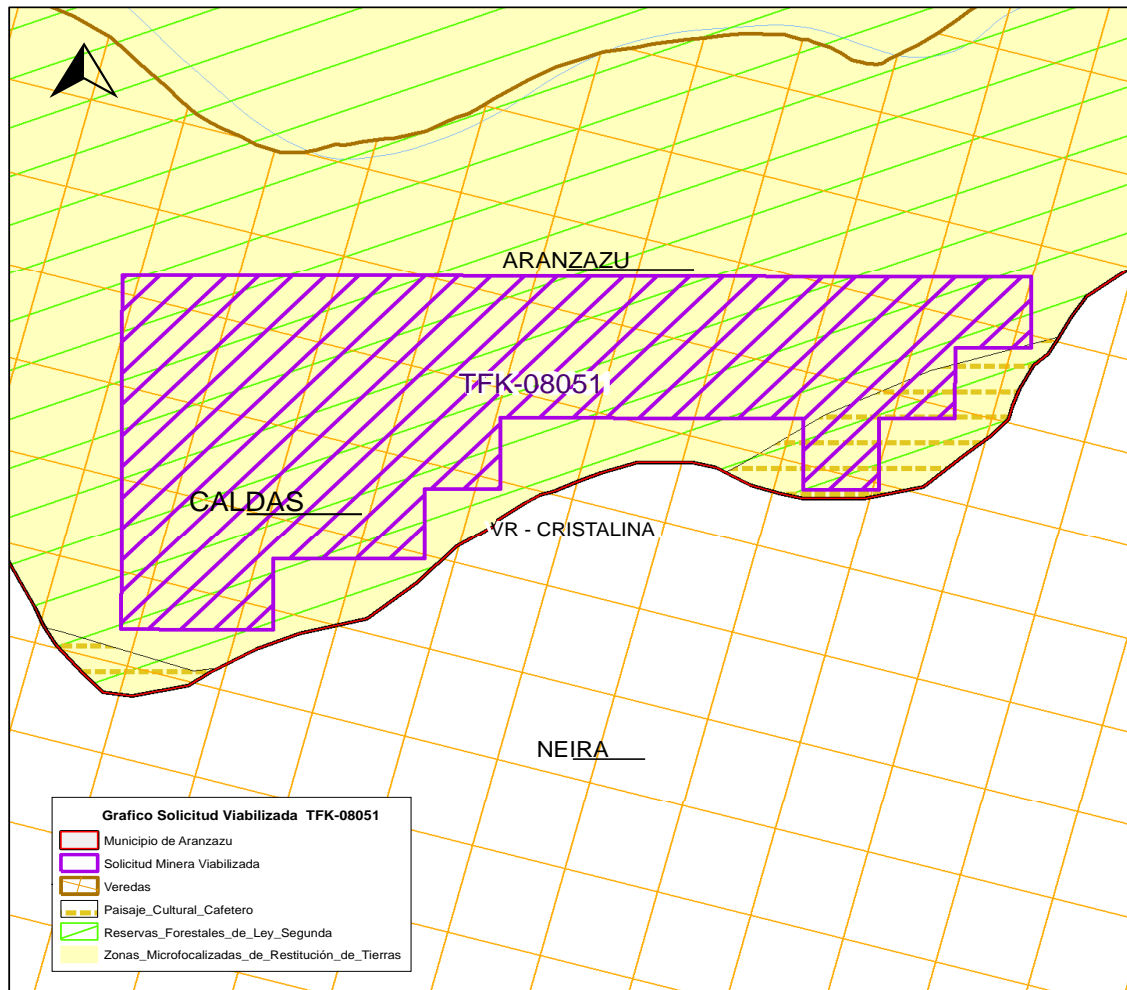 ARANZAZU
TFK-08051
CALDAS
VR - CRISTALINA
NEIRA
Grafico Solicitud Viabilizada TFK-08051
Municipio de Aranzazu
Solicitud Minera Viabilizada
Veredas
Paisaje_Cultural_Cafetero
Reservas_Forestales_de_Ley_Segunda
Zonas_Microfocalizadas_de_Restitución_de_Tierras